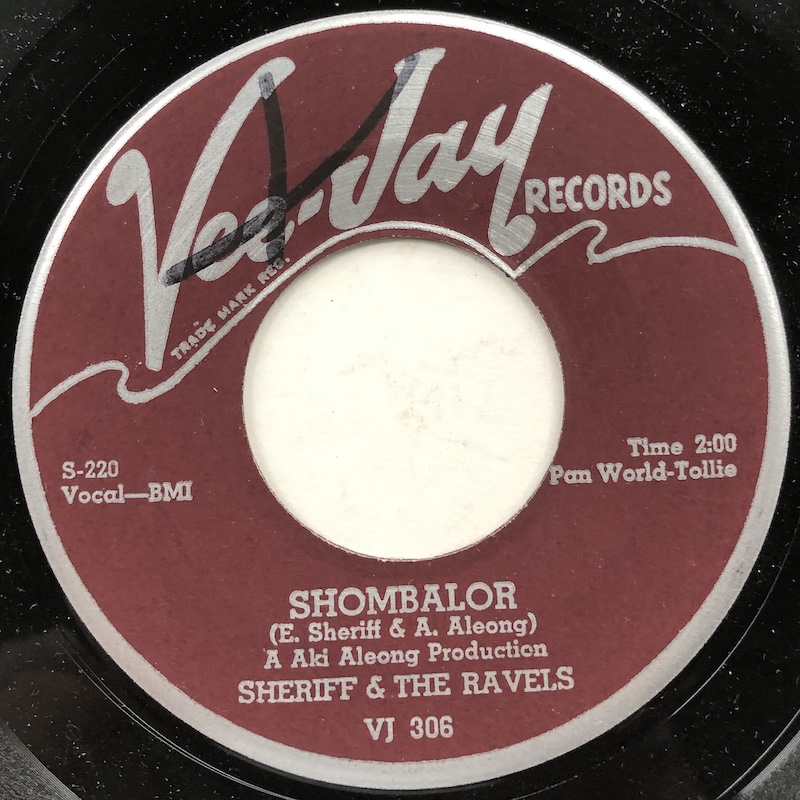 Vee-Jay
RECORDS
TRADE MARK REG.
S-220
Vocal—BMI
Time 2:00
Pan World-Tollie
SHOMBALOR
(E. Sheriff & A. Aleong)
A Aki Aleong Production
SHERIFF & THE RAVELS
VJ 306